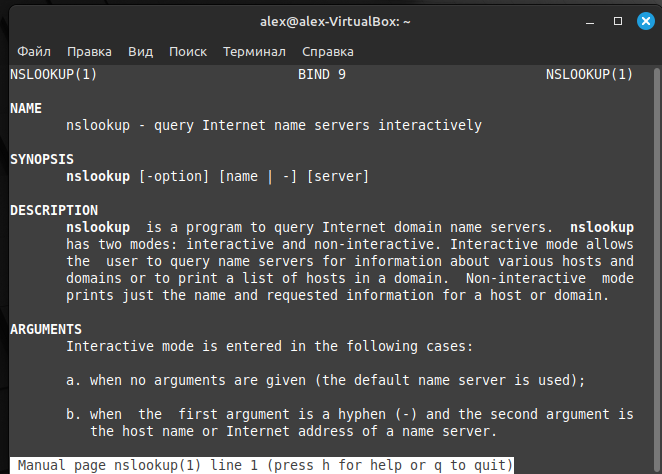 alex@alex-VirtualBox: ~
Файл Правка Вид Поиск Терминал Справка
NSLOOKUP(1) BIND 9 NSLOOKUP(1)
NAME
nslookup - query Internet name servers interactively
SYNOPSIS
nslookup [-option] [name | -] [server]
DESCRIPTION
nslookup is a program to query Internet domain name servers. nslookup
has two modes: interactive and non-interactive. Interactive mode allows
the user to query name servers for information about various hosts and
domains or to print a list of hosts in a domain. Non-interactive mode
prints just the name and requested information for a host or domain.
ARGUMENTS
Interactive mode is entered in the following cases:
a. when no arguments are given (the default name server is used);
b. when the first argument is a hyphen (-) and the second argument is
the host name or Internet address of a name server.
Manual page nslookup(1) line 1 (press h for help or q to quit)